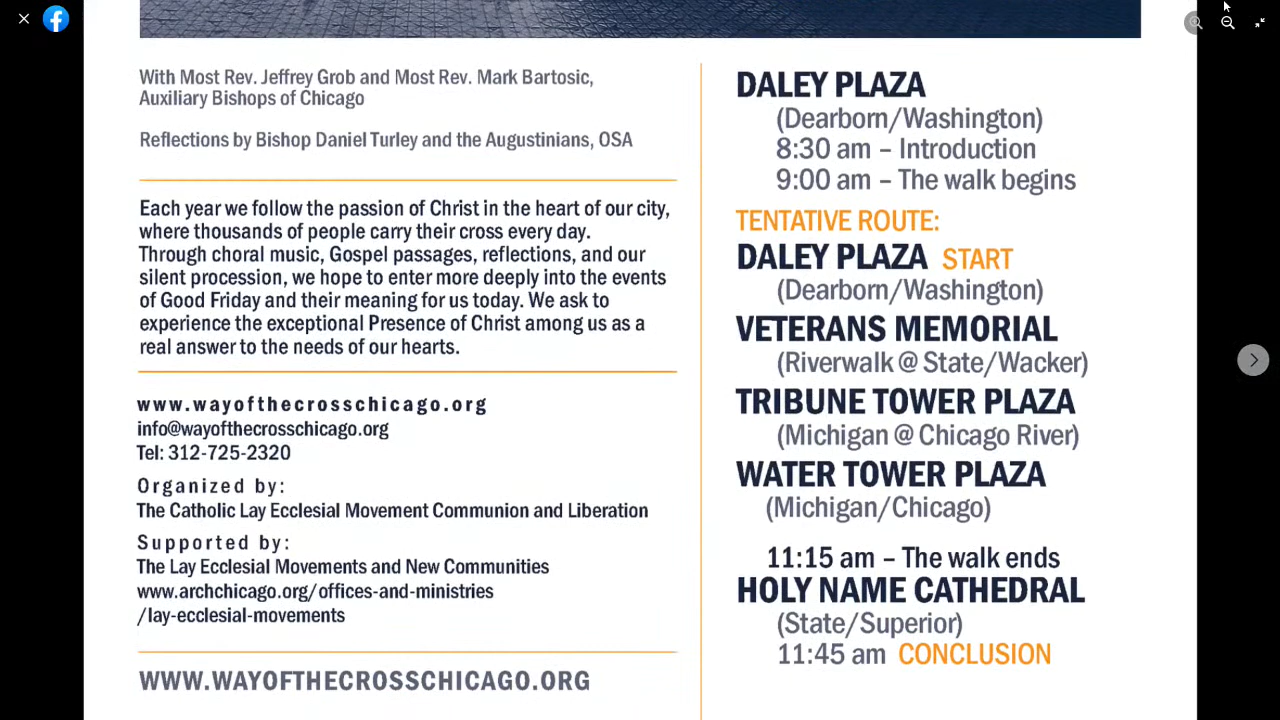 With Most Rev. Jeffrey Grob and Most Rev. Mark Bartosic,
Auxiliary Bishops of Chicago
Reflections by Bishop Daniel Turley and the Augustinians, OSA
Each year we follow the passion of Christ in the heart of our city,
where thousands of people carry their cross every day.
Through choral music, Gospel passages, reflections, and our
silent procession, we hope to enter more deeply into the events
of Good Friday and their meaning for us today. We ask to
experience the exceptional Presence of Christ among us as a
real answer to the needs of our hearts.
www.wayofthecrosschicago.org
info@wayofthecrosschicago.org
Tel: 312-725-2320
Organized by:
The Catholic Lay Ecclesial Movement Communion and Liberation
Supported by:
The Lay Ecclesial Movements and New Communities
www.archchicago.org/offices-and-ministries
/lay-ecclesial-movements
WWW.WAYOFTHECROSSCHICAGO.ORG
DALEY PLAZA
(Dearborn/Washington)
8:30 am – Introduction
9:00 am – The walk begins
TENTATIVE ROUTE:
DALEY PLAZA START
(Dearborn/Washington)
VETERANS MEMORIAL
(Riverwalk @ State/Wacker)
TRIBUNE TOWER PLAZA
(Michigan @ Chicago River)
WATER TOWER PLAZA
(Michigan/Chicago)
11:15 am – The walk ends
HOLY NAME CATHEDRAL
(State/Superior)
11:45 am CONCLUSION